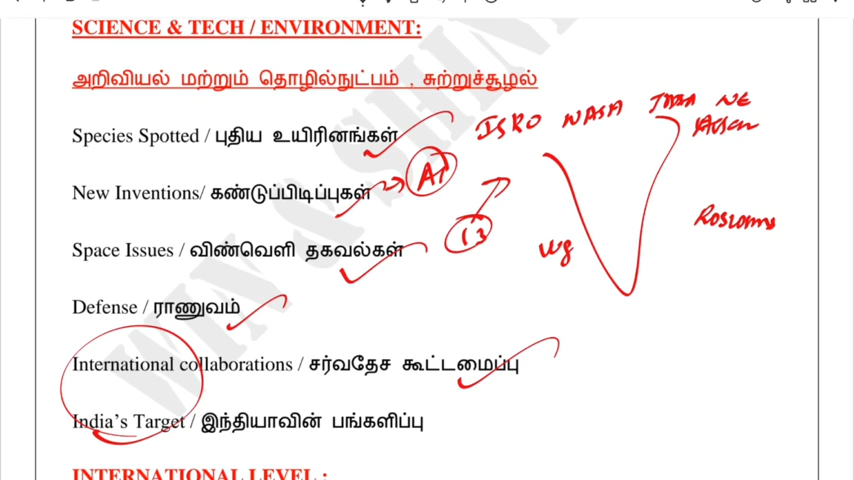 SCIENCE & TECH / ENVIRONMENT:
அறிவியல் மற்றும் தொழில்நுட்பம் , சுற்றுச்சூழல்
Species Spotted / புதிய உயிரினங்கள்
ISRO NASA
New Inventions/ கண்டுப்பிடிப்புகள்
AI
Space Issues / விண்வெளி தகவல்கள்
13
Defense / ராணுவம்
International collaborations / சர்வதேச கூட்டமைப்பு
India's Target / இந்தியாவின் பங்களிப்பு
INTERNATIONAL LEVEL :